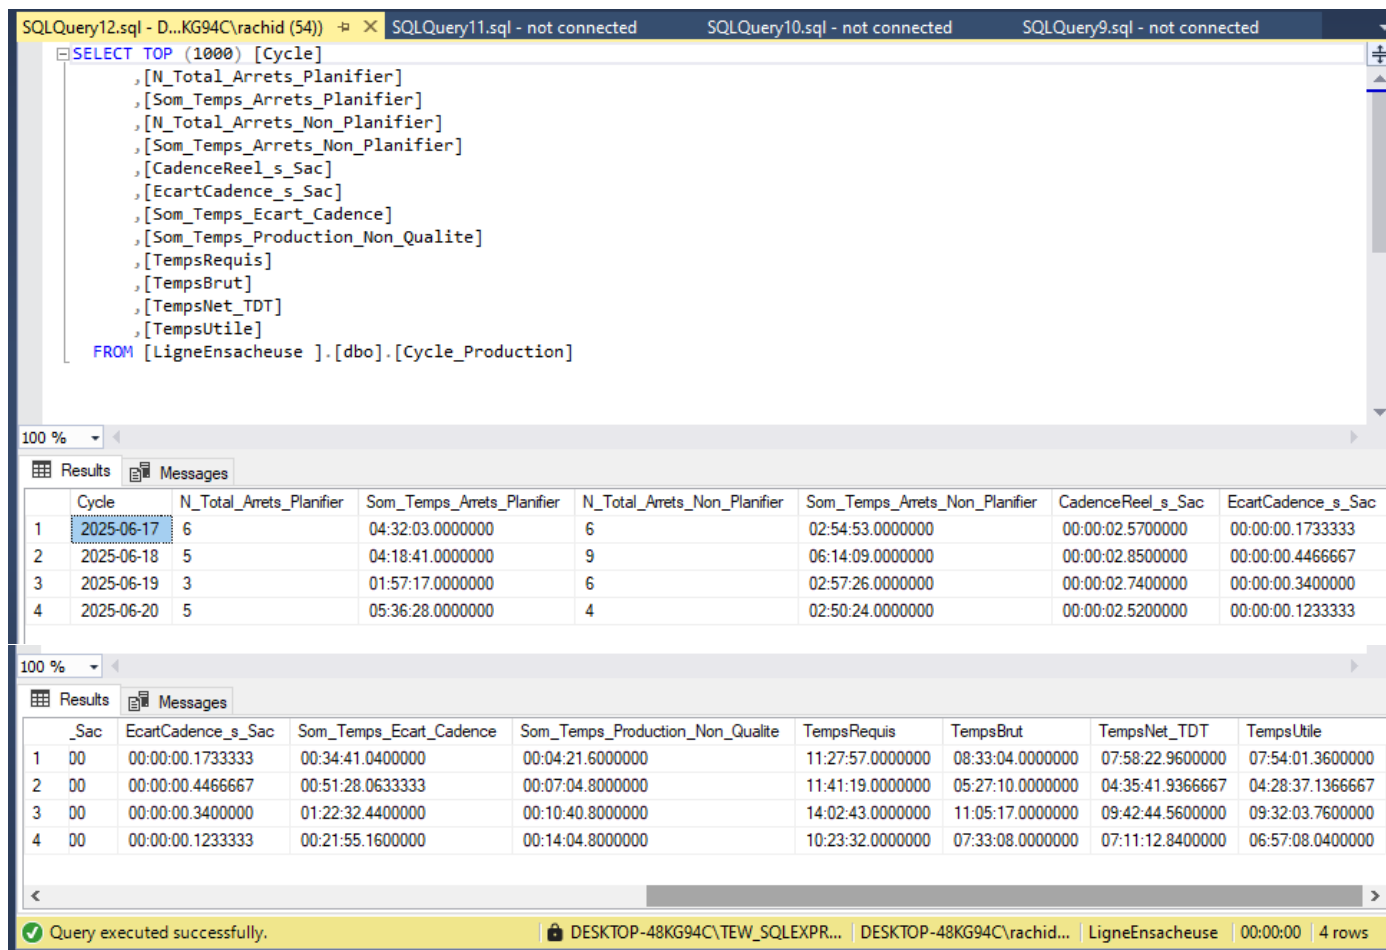 SQLQuery12.sql - D...KG94C\rachid (54)) SQLQuery11.sql - not connected SQLQuery10.sql - not connected SQLQuery9.sql - not connected
SELECT TOP (1000) [Cycle]
,[N_Total_Arrets_Planifier]
,[Som_Temps_Arrets_Planifier]
,[N_Total_Arrets_Non_Planifier]
,[Som_Temps_Arrets_Non_Planifier]
,[CadenceReel_s_Sac]
,[EcartCadence_s_Sac]
,[Som_Temps_Ecart_Cadence]
,[Som_Temps_Production_Non_Qualite]
,[TempsRequis]
,[TempsBrut]
,[TempsNet_TDT]
,[TempsUtile]
FROM [LigneEnsacheuse ].[dbo].[Cycle_Production]
100 %
Results Messages
Cycle N_Total_Arrets_Planifier Som_Temps_Arrets_Planifier N_Total_Arrets_Non_Planifier Som_Temps_Arrets_Non_Planifier CadenceReel_s_Sac EcartCadence_s_Sac
1 2025-06-17 6 04:32:03.0000000 6 02:54:53.0000000 00:00:02.5700000 00:00:00.1733333
2 2025-06-18 5 04:18:41.0000000 9 06:14:09.0000000 00:00:02.8500000 00:00:00.4466667
3 2025-06-19 3 01:57:17.0000000 6 02:57:26.0000000 00:00:02.7400000 00:00:00.3400000
4 2025-06-20 5 05:36:28.0000000 4 02:50:24.0000000 00:00:02.5200000 00:00:00.1233333
100 %
Results Messages
_Sac EcartCadence_s_Sac Som_Temps_Ecart_Cadence Som_Temps_Production_Non_Qualite TempsRequis TempsBrut TempsNet_TDT TempsUtile
1 00 00:00:00.1733333 00:34:41.0400000 00:04:21.6000000 11:27:57.0000000 08:33:04.0000000 07:58:22.9600000 07:54:01.3600000
2 00 00:00:00.4466667 00:51:28.0633333 00:07:04.8000000 11:41:19.0000000 05:27:10.0000000 04:35:41.9366667 04:28:37.1366667
3 00 00:00:00.3400000 01:22:32.4400000 00:10:40.8000000 14:02:43.0000000 11:05:17.0000000 09:42:44.5600000 09:32:03.7600000
4 00 00:00:00.1233333 00:21:55.1600000 00:14:04.8000000 10:23:32.0000000 07:33:08.0000000 07:11:12.8400000 06:57:08.0400000
Query executed successfully. DESKTOP-48KG94C\TEW_SQLEXPR... DESKTOP-48KG94C\rachid... LigneEnsacheuse 00:00:00 4 rows